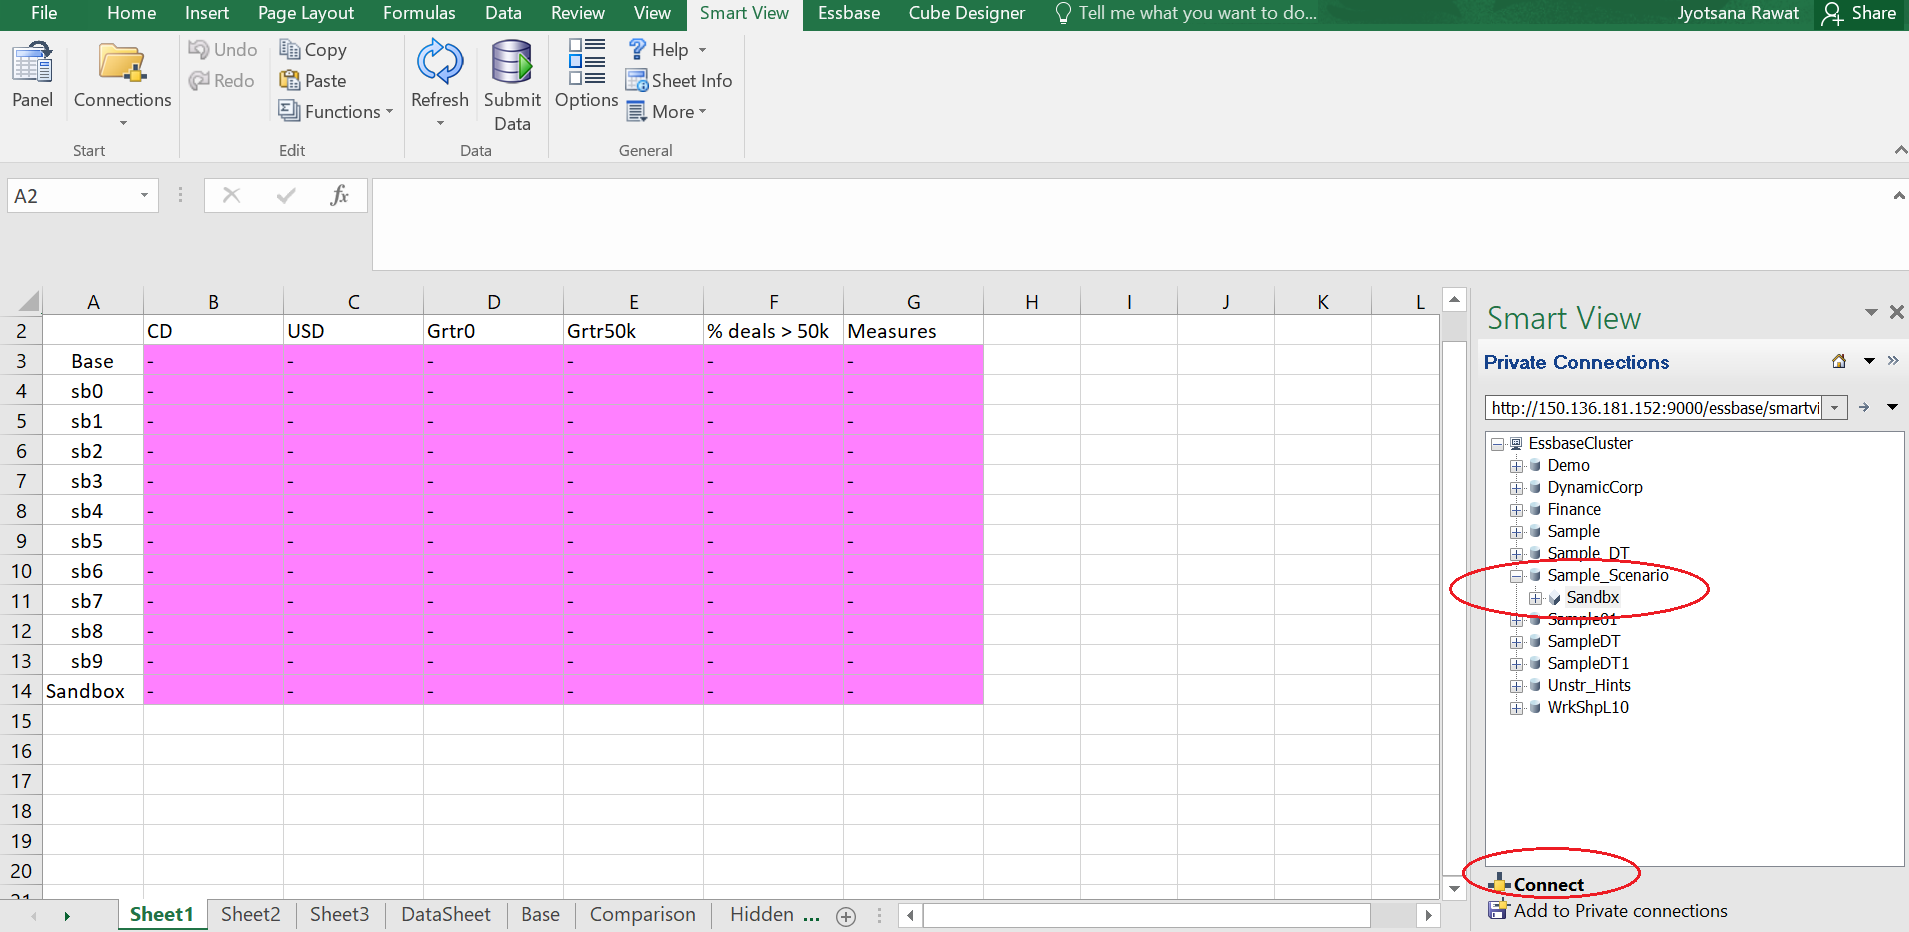 File Home Insert Page Layout Formulas Data Review View Smart View Essbase Cube Designer Tell me what you want to do... Jyotsana Rawat Share
Panel
Connections
Start
Undo
Redo
Copy
Paste
Functions
Edit
Refresh
Submit
Data
Data
Options
Help
Sheet Info
More
General
A2
fx
A B C D E F G H I J K L
2 CD USD Grtr0 Grtr50k % deals > 50k Measures
3 Base - - - - - -
4 sb0 - - - - - -
5 sb1 - - - - - -
6 sb2 - - - - - -
7 sb3 - - - - - -
8 sb4 - - - - - -
9 sb5 - - - - - -
10 sb6 - - - - - -
11 sb7 - - - - - -
12 sb8 - - - - - -
13 sb9 - - - - - -
14 Sandbox - - - - - -
15
16
17
18
19
20
21
Sheet1 Sheet2 Sheet3 DataSheet Base Comparison Hidden ...
Smart View
Private Connections
http://150.136.181.152:9000/essbase/smartvi
EssbaseCluster
Demo
DynamicCorp
Finance
Sample
Sample_DT
Sample_Scenario
Sandbx
Sample01
SampleDT
SampleDT1
Unstr_Hints
WrkShpL10
Connect
Add to Private connections